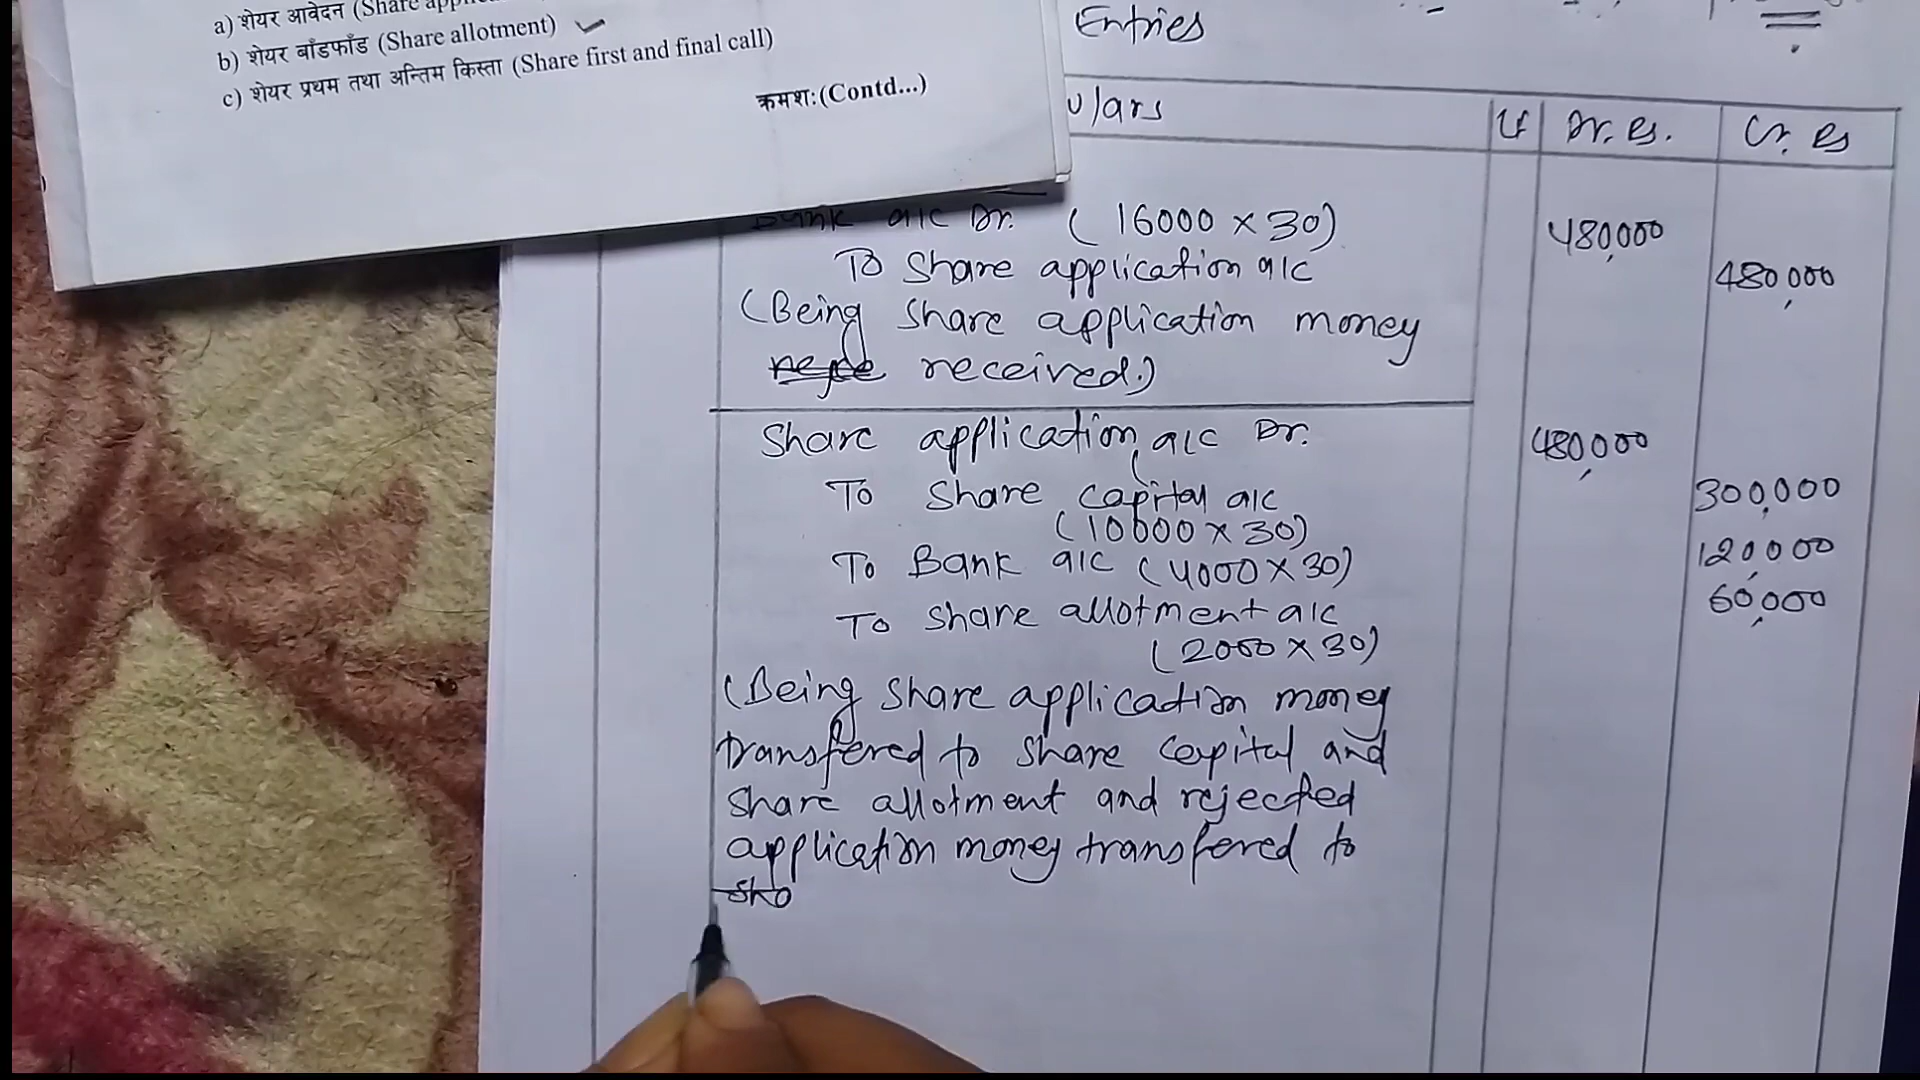 a) शेयर आवेदन (Share
b) शेयर बाँडफाँड (Share allotment) ✓
c) शेयर प्रथम तथा अन्तिम किस्ता (Share first and final call)
क्रमश:(Contd...)
Entries
Lf Dr. Rs. Cr. Rs
Bank a/c Dr. (16000 × 30) 480,000
To Share application a/c 480,000
(Being share application money
received.)
Share application a/c Dr. 480,000
To share capital a/c 300,000
(10000 × 30)
To Bank a/c (4000 × 30) 120,000
To share allotment a/c 60,000
(2000 × 30)
(Being share application money
transfered to share capital and
share allotment and rejected
application money transfered to